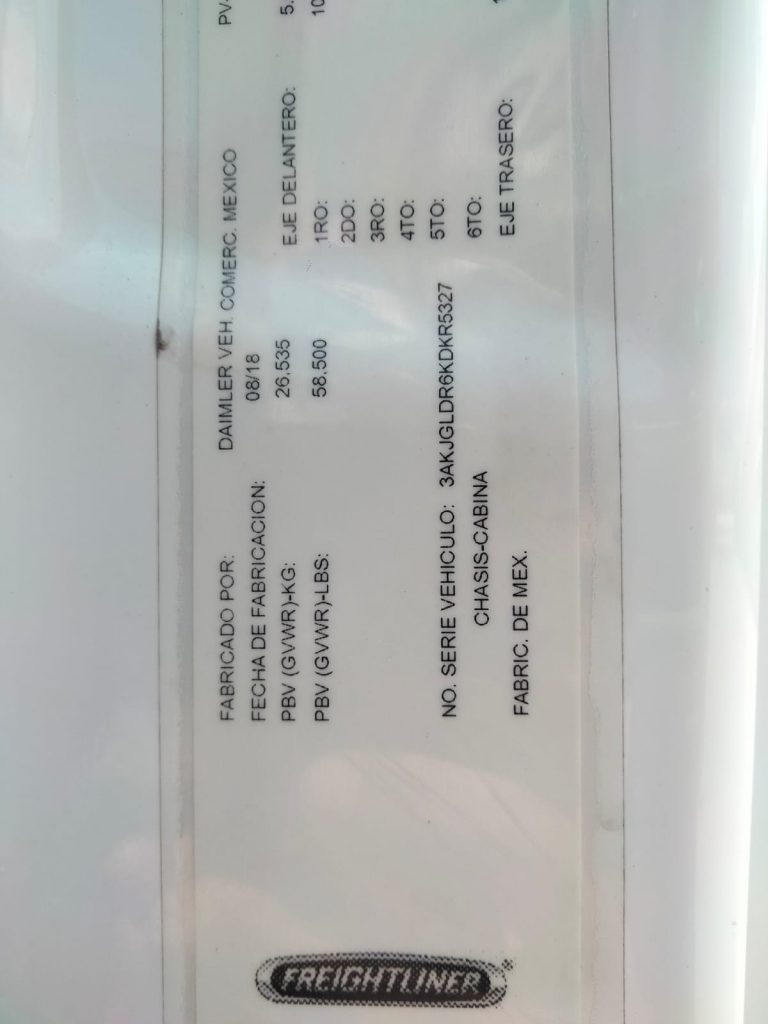 FREIGHTLINER
FABRICADO POR: DAIMLER VEH. COMERC. MEXICO
FECHA DE FABRICACION: 08/18
PBV (GVWR)-KG: 26,535
PBV (GVWR)-LBS: 58,500
NO. SERIE VEHICULO: 3AKJGLDR6KDKR5327
CHASIS-CABINA
FABRIC. DE MEX.
EJE DELANTERO: 5.
1RO: 10
2DO:
3RO:
4TO:
5TO:
6TO:
EJE TRASERO: